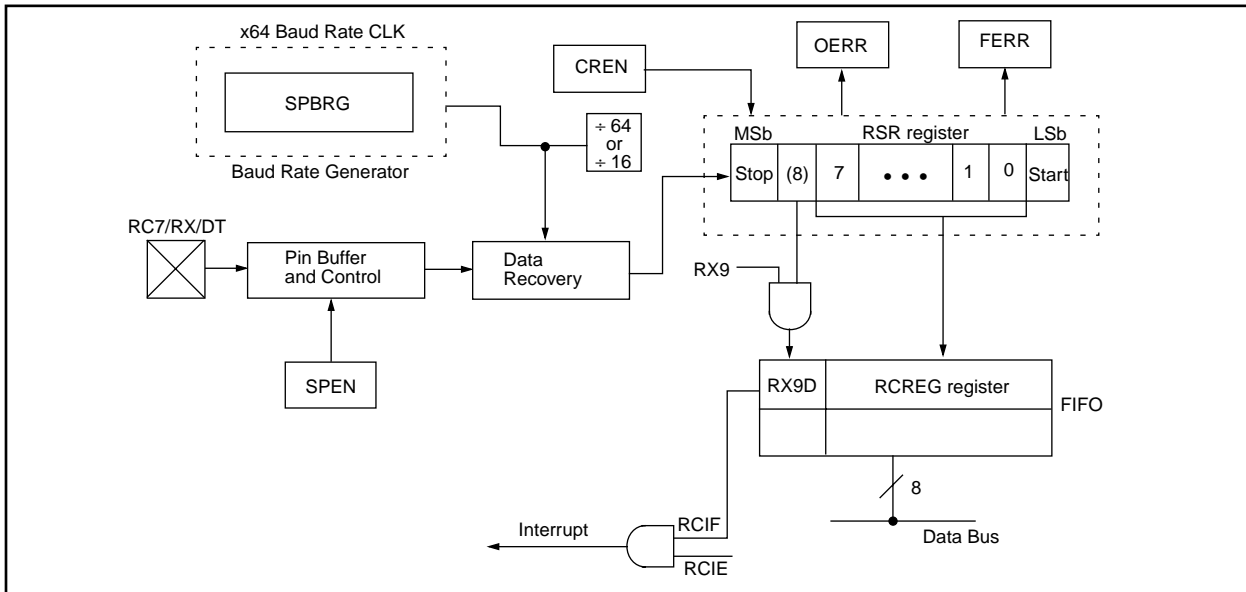 x64 Baud Rate CLK
SPBRG
Baud Rate Generator
CREN
OERR
FERR
÷ 64
or
÷ 16
MSb
RSR register
LSb
Stop
(8)
7
• • •
1
0
Start
RC7/RX/DT
Pin Buffer
and Control
Data
Recovery
SPEN
RX9
RX9D
RCREG register
FIFO
8
Data Bus
Interrupt
RCIF
RCIE